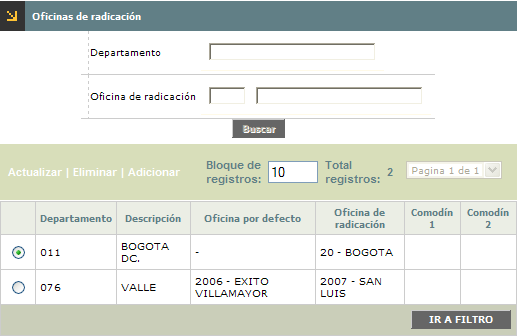 Oficinas de radicación
Departamento
Oficina de radicación
Buscar
Actualizar | Eliminar | Adicionar
Bloque de registros: 10 Total registros: 2 Pagina 1 de 1
Departamento Descripción Oficina por defecto Oficina de radicación Comodín 1 Comodín 2
011 BOGOTA DC. - 20 - BOGOTA
076 VALLE 2006 - EXITO VILLAMAYOR 2007 - SAN LUIS
IR A FILTRO